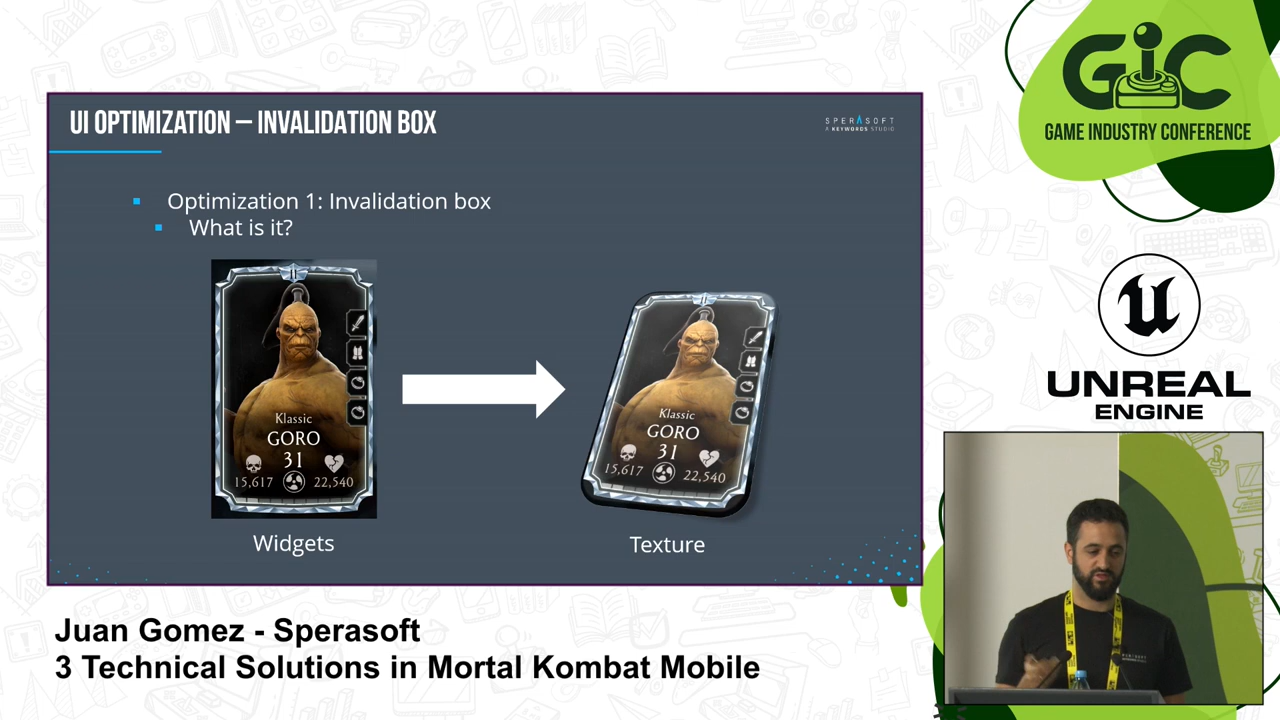 UI OPTIMIZATION – INVALIDATION BOX
SPERASOFT
A KEYWORDS STUDIO
Optimization 1: Invalidation box
What is it?
Klassic
GORO
31
15,617
22,540
Widgets
Klassic
GORO
31
15,617
22,540
Texture
Juan Gomez - Sperasoft
3 Technical Solutions in Mortal Kombat Mobile
GIC
GAME INDUSTRY CONFERENCE
UNREAL
ENGINE